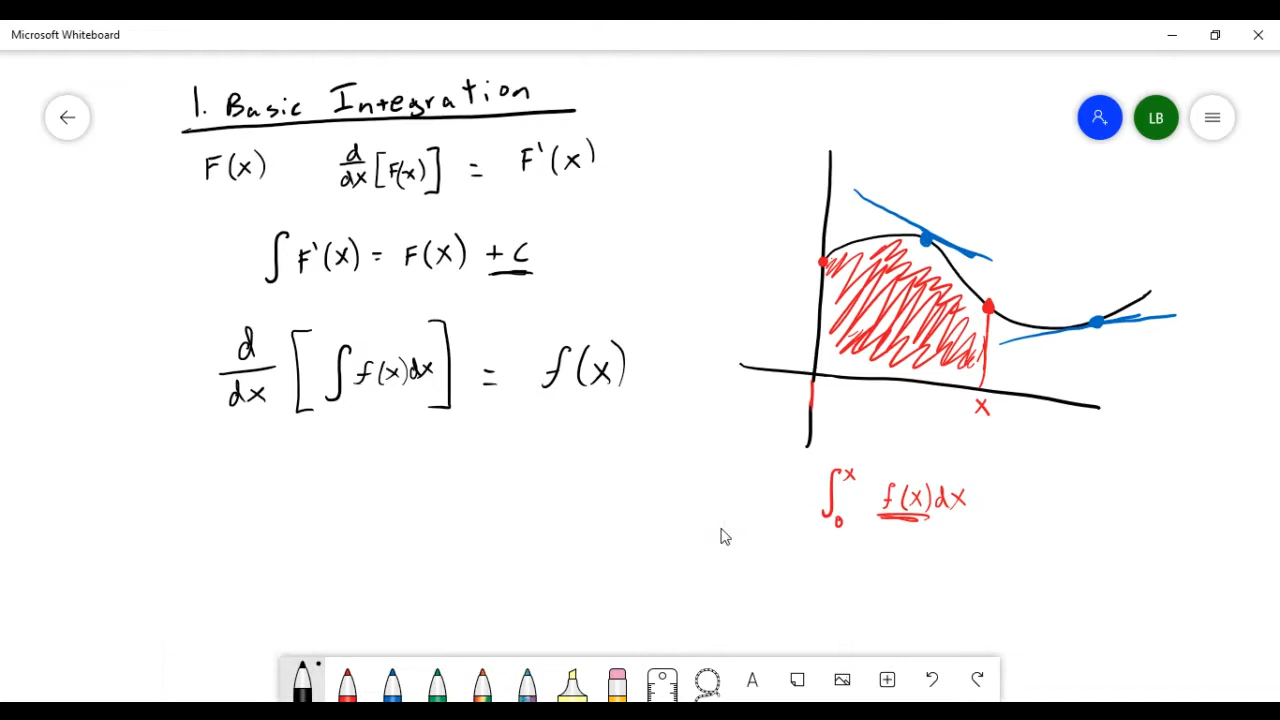 Microsoft Whiteboard
1. Basic Integration
LB
F(x) d/dx [F(x)] = F'(x)
∫ F'(x) = F(x) + C
d/dx [∫ f(x)dx] = f(x)
x
∫₀ˣ f(x)dx
A